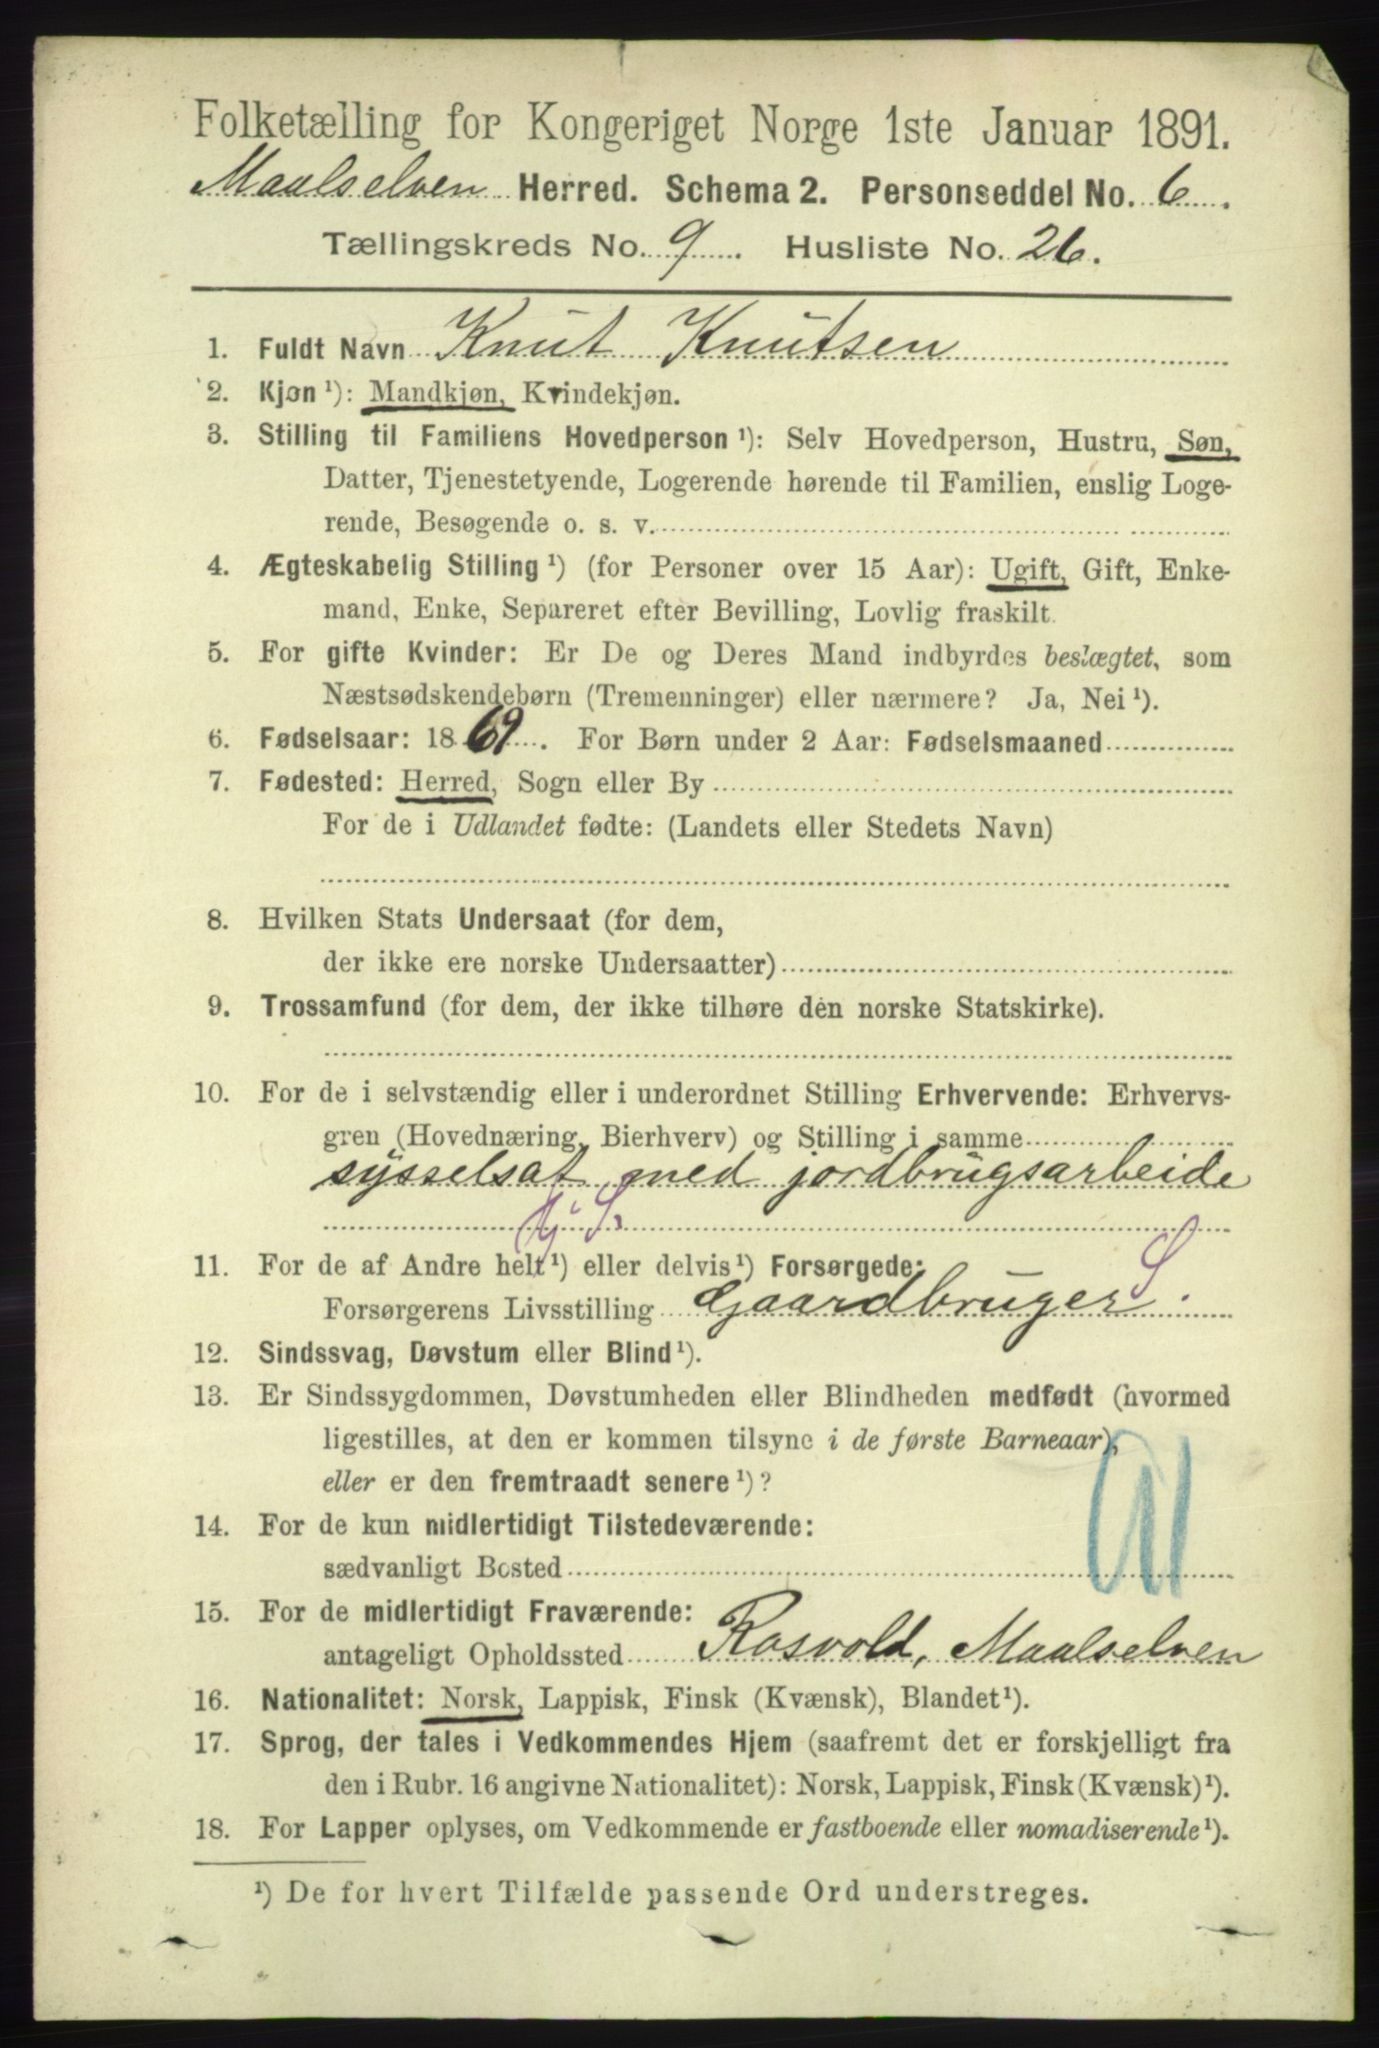 Folketælling for Kongeriget Norge 1ste Januar 1891.
Maalselven Herred. Schema 2. Personseddel No. 6.
Tællingskreds No. 9. Husliste No. 26.
1. Fuldt Navn Knut Knutsen
2. Kjøn ¹): Mandkjøn, Kvindekjøn.
3. Stilling til Familiens Hovedperson ¹): Selv Hovedperson, Hustru, Søn,
Datter, Tjenestetyende, Logerende hørende til Familien, enslig Loge-
rende, Besøgende o. s. v.
4. Ægteskabelig Stilling ¹) (for Personer over 15 Aar): Ugift, Gift, Enke-
mand, Enke, Separeret efter Bevilling, Lovlig fraskilt.
5. For gifte Kvinder: Er De og Deres Mand indbyrdes beslægtet, som
Næstsødskendebørn (Tremenninger) eller nærmere? Ja, Nei ¹).
6. Fødselsaar: 1869. For Børn under 2 Aar: Fødselsmaaned
7. Fødested: Herred, Sogn eller By
For de i Udlandet fødte: (Landets eller Stedets Navn)
8. Hvilken Stats Undersaat (for dem,
der ikke ere norske Undersaatter)
9. Trossamfund (for dem, der ikke tilhøre den norske Statskirke).
10. For de i selvstændig eller i underordnet Stilling Erhvervende: Erhvervs-
gren (Hovednæring, Bierhverv) og Stilling i samme
sysselsat med jordbrugsarbeide
11. For de af Andre helt ¹) eller delvis ¹) Forsørgede:
Forsørgerens Livsstilling Gaardbruger S.
12. Sindssvag, Døvstum eller Blind ¹).
13. Er Sindssygdommen, Døvstumheden eller Blindheden medfødt (hvormed
ligestilles, at den er kommen tilsyne i de første Barneaar),
eller er den fremtraadt senere ¹)?
14. For de kun midlertidigt Tilstedeværende:
sædvanligt Bosted
15. For de midlertidigt Fraværende:
antageligt Opholdssted Rosvold, Maalselven
16. Nationalitet: Norsk, Lappisk, Finsk (Kvænsk), Blandet ¹).
17. Sprog, der tales i Vedkommendes Hjem (saafremt det er forskjelligt fra
den i Rubr. 16 angivne Nationalitet): Norsk, Lappisk, Finsk (Kvænsk) ¹).
18. For Lapper oplyses, om Vedkommende er fastboende eller nomadiserende ¹).
¹) De for hvert Tilfælde passende Ord understreges.